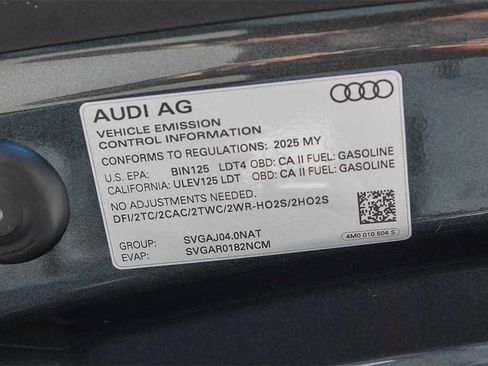 AUDI AG
VEHICLE EMISSION
CONTROL INFORMATION
CONFORMS TO REGULATIONS: 2025 MY
U.S. EPA: BIN125 LDT4 OBD: CA II FUEL: GASOLINE
CALIFORNIA: ULEV125 LDT OBD: CA II FUEL: GASOLINE
NO ADJUSTMENTS NEEDED.
DFI/2TC/2CAC/2TWC/2WR-HO2S/2HO2S
GROUP: SVGAJ04.0NAT
EVAP: SVGAR0182NCM
4M0 010 504 S